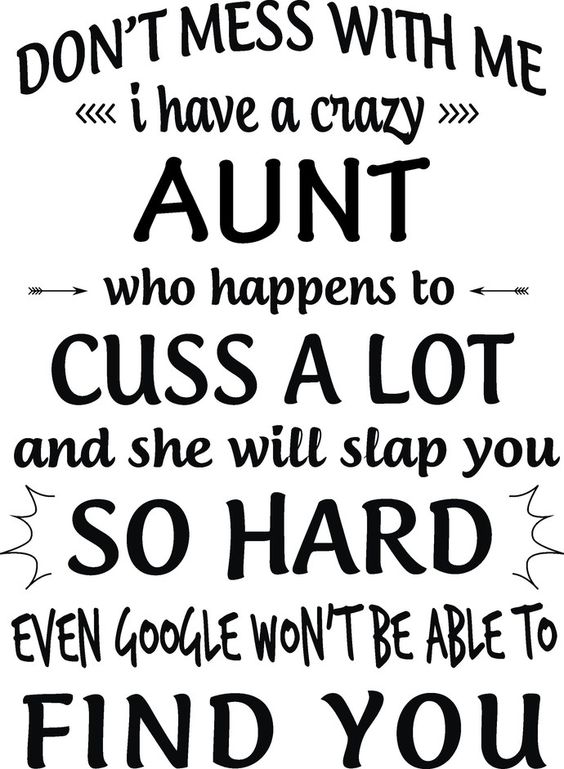 DON'T MESS WITH ME
i have a crazy
AUNT
who happens to
CUSS A LOT
and she will slap you
SO HARD
EVEN GOOGLE WON'T BE ABLE TO
FIND YOU